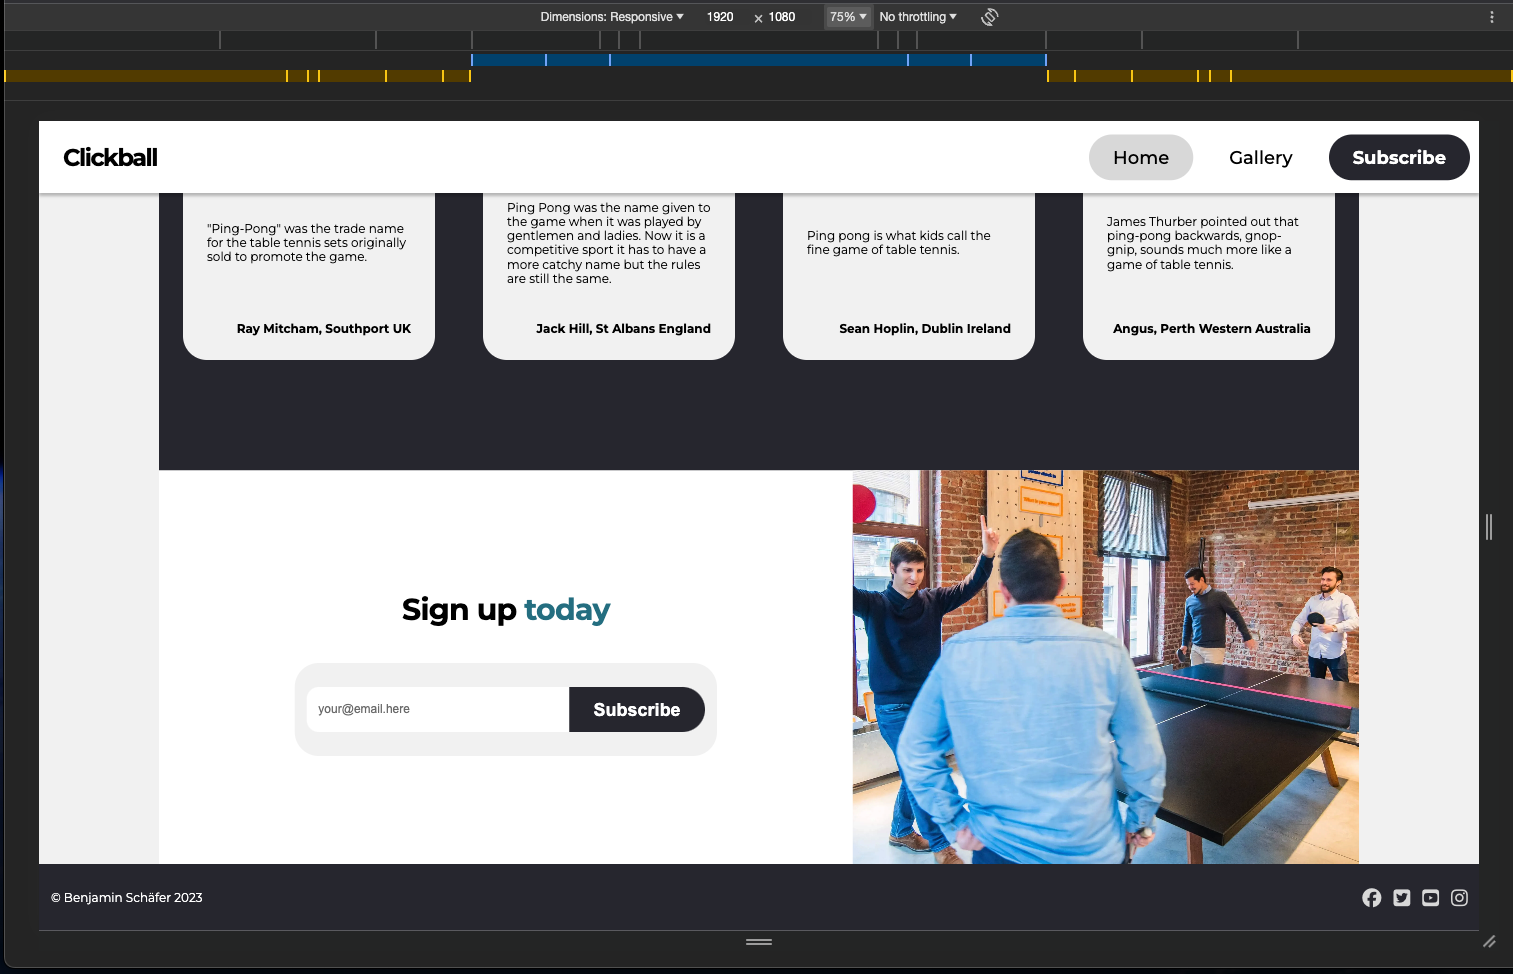 Dimensions: Responsive 1920 × 1080 75% No throttling
Clickball Home Gallery Subscribe
"Ping-Pong" was the trade name
for the table tennis sets originally
sold to promote the game.
Ray Mitcham, Southport UK
Ping Pong was the name given to
the game when it was played by
gentlemen and ladies. Now it is a
competitive sport it has to have a
more catchy name but the rules
are still the same.
Jack Hill, St Albans England
Ping pong is what kids call the
fine game of table tennis.
Sean Hoplin, Dublin Ireland
James Thurber pointed out that
ping-pong backwards, gnop-
gnip, sounds much more like a
game of table tennis.
Angus, Perth Western Australia
Sign up today
your@email.here Subscribe
© Benjamin Schäfer 2023